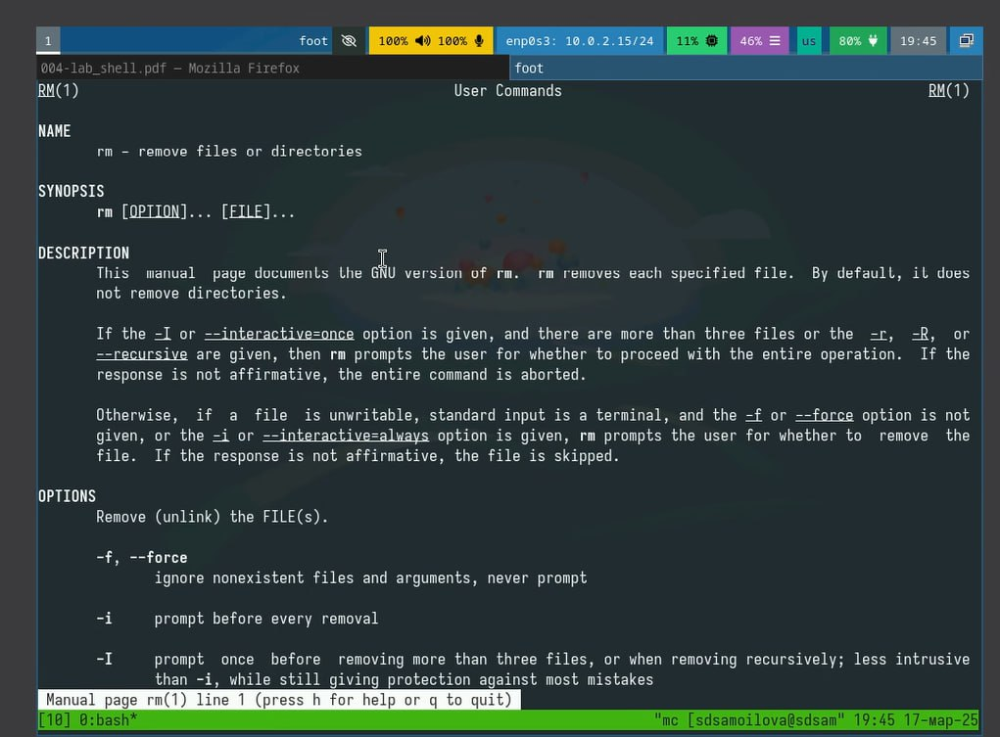 1 foot 100% 100% enp0s3: 10.0.2.15/24 11% 46% us 80% 19:45
004-lab_shell.pdf — Mozilla Firefox foot
RM(1) User Commands RM(1)
NAME
rm - remove files or directories
SYNOPSIS
rm [OPTION]... [FILE]...
DESCRIPTION
This manual page documents the GNU version of rm. rm removes each specified file. By default, it does
not remove directories.
If the -I or --interactive=once option is given, and there are more than three files or the -r, -R, or
--recursive are given, then rm prompts the user for whether to proceed with the entire operation. If the
response is not affirmative, the entire command is aborted.
Otherwise, if a file is unwritable, standard input is a terminal, and the -f or --force option is not
given, or the -i or --interactive=always option is given, rm prompts the user for whether to remove the
file. If the response is not affirmative, the file is skipped.
OPTIONS
Remove (unlink) the FILE(s).
-f, --force
ignore nonexistent files and arguments, never prompt
-i prompt before every removal
-I prompt once before removing more than three files, or when removing recursively; less intrusive
than -i, while still giving protection against most mistakes
Manual page rm(1) line 1 (press h for help or q to quit)
[10] 0:bash* "mc [sdsamoilova@sdsam" 19:45 17-мар-25